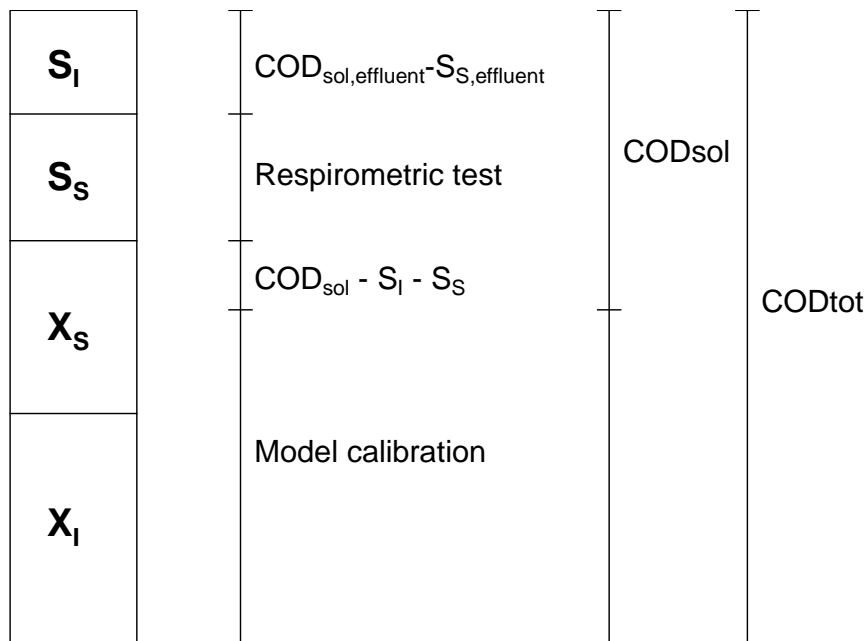 S_I
COD_sol,effluent-S_S,effluent
S_S
Respirometric test
CODsol
COD_sol - S_I - S_S
X_S
CODtot
Model calibration
X_I